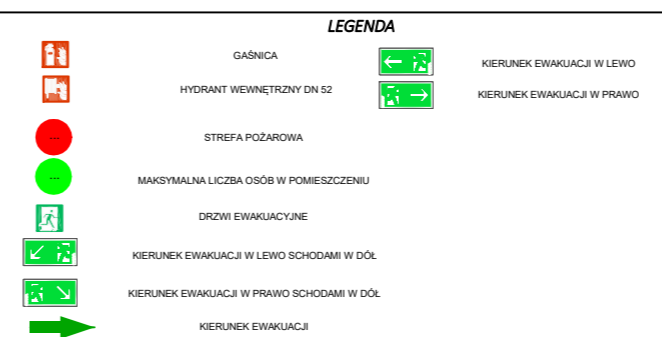 LEGENDA
GAŚNICA
HYDRANT WEWNĘTRZNY DN 52
...
STREFA POŻAROWA
...
MAKSYMALNA LICZBA OSÓB W POMIESZCZENIU
DRZWI EWAKUACYJNE
KIERUNEK EWAKUACJI W LEWO SCHODAMI W DÓŁ
KIERUNEK EWAKUACJI W PRAWO SCHODAMI W DÓŁ
KIERUNEK EWAKUACJI
KIERUNEK EWAKUACJI W LEWO
KIERUNEK EWAKUACJI W PRAWO